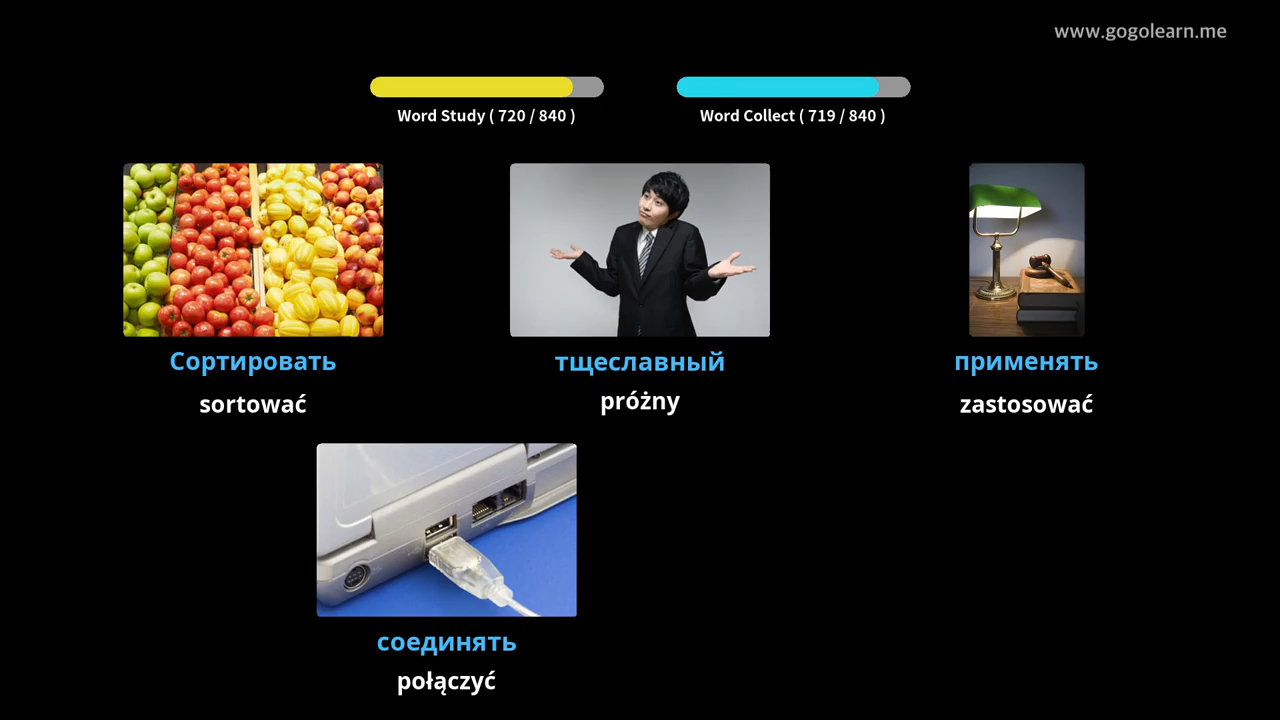 www.gogolearn.me
Word Study ( 720 / 840 )
Word Collect ( 719 / 840 )
Сортировать
тщеславный
применять
sortować
próżny
zastosować
соединять
połączyć